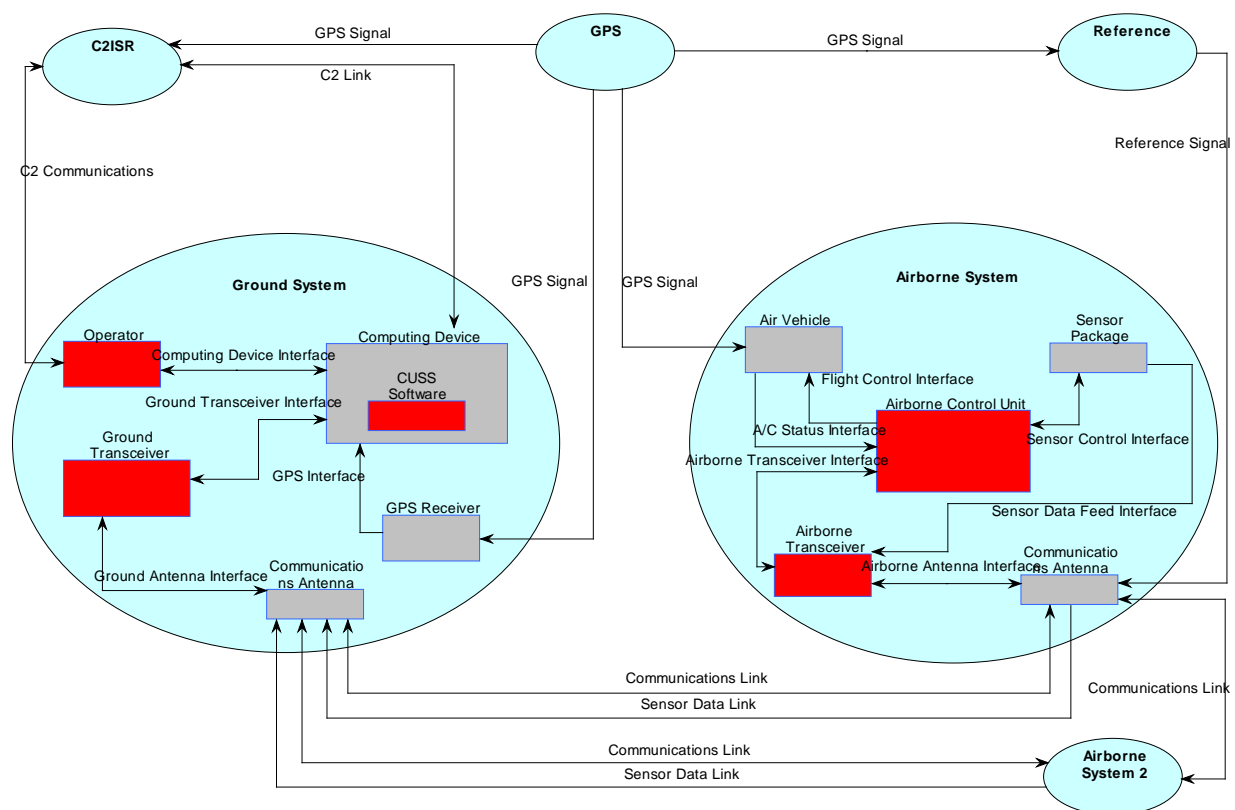 C2ISR
GPS Signal
GPS
GPS Signal
Reference
C2 Link
Reference Signal
C2 Communications
GPS Signal
GPS Signal
Ground System
Airborne System
Operator
Computing Device
Computing Device Interface
CUSS
Software
Ground Transceiver Interface
Ground
Transceiver
GPS Interface
GPS Receiver
Ground Antenna Interface
Communicatio
ns Antenna
Air Vehicle
Sensor
Package
Flight Control Interface
Airborne Control Unit
A/C Status Interface
Sensor Control Interface
Airborne Transceiver Interface
Sensor Data Feed Interface
Airborne
Transceiver
Airborne Antenna Interface
Communicatio
ns Antenna
Communications Link
Sensor Data Link
Communications Link
Communications Link
Sensor Data Link
Airborne
System 2